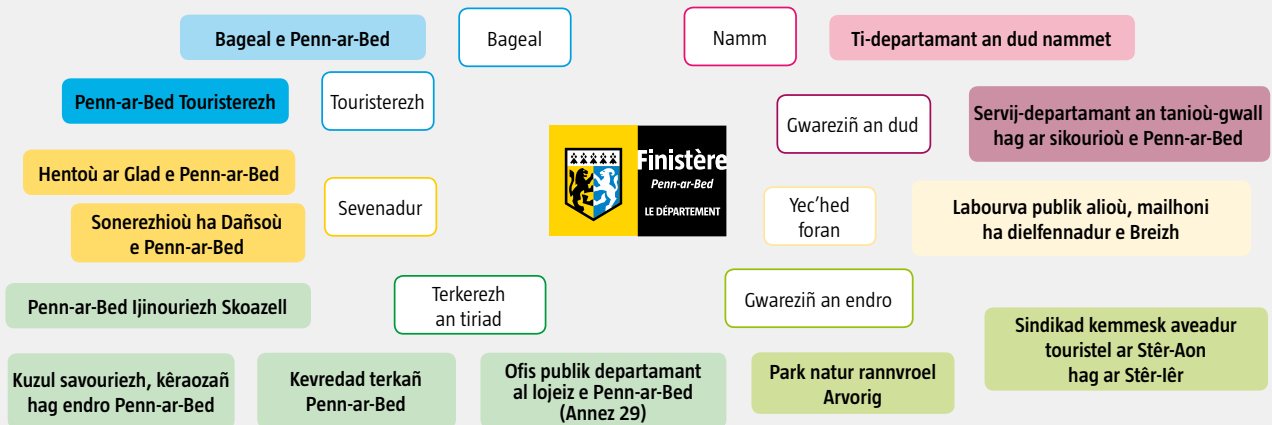 Bageal e Penn-ar-Bed
Bageal
Namm
Ti-departamant an dud nammet
Penn-ar-Bed Touristerezh
Touristerezh
Gwareziñ an dud
Servij-departamant an tanioù-gwall
hag ar sikourioù e Penn-ar-Bed
Hentoù ar Glad e Penn-ar-Bed
Sonerezhioù ha Dañsoù
e Penn-ar-Bed
Sevenadur
Finistère
Penn-ar-Bed
LE DÉPARTEMENT
Yec'hed
foran
Labourva publik alioù, mailhoni
ha dielfennadur e Breizh
Penn-ar-Bed Ijinouriezh Skoazell
Terkerezh
an tiriad
Gwareziñ an endro
Sindikad kemmesk aveadur
touristel ar Stêr-Aon
hag ar Stêr-Iêr
Kuzul savouriezh, kêraozañ
hag endro Penn-ar-Bed
Kevredad terkañ
Penn-ar-Bed
Ofis publik departamant
al lojeiz e Penn-ar-Bed
(Annez 29)
Park natur rannvroel
Arvorig